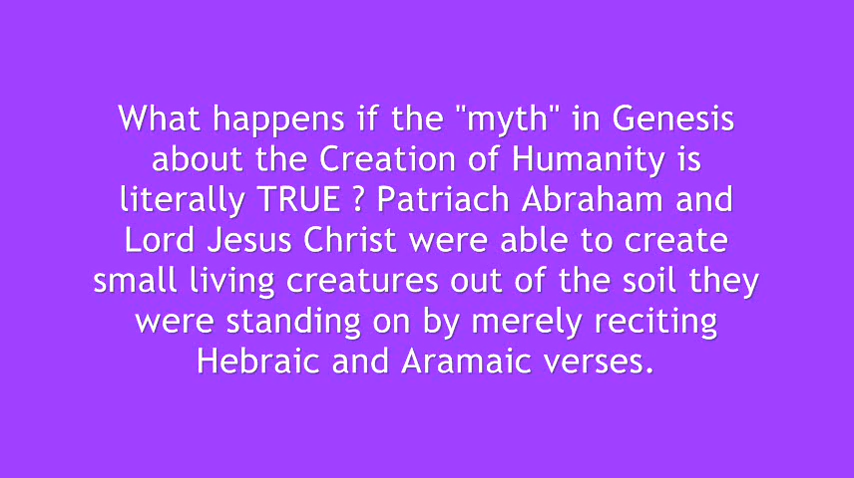 What happens if the "myth" in Genesis
about the Creation of Humanity is
literally TRUE ? Patriach Abraham and
Lord Jesus Christ were able to create
small living creatures out of the soil they
were standing on by merely reciting
Hebraic and Aramaic verses.